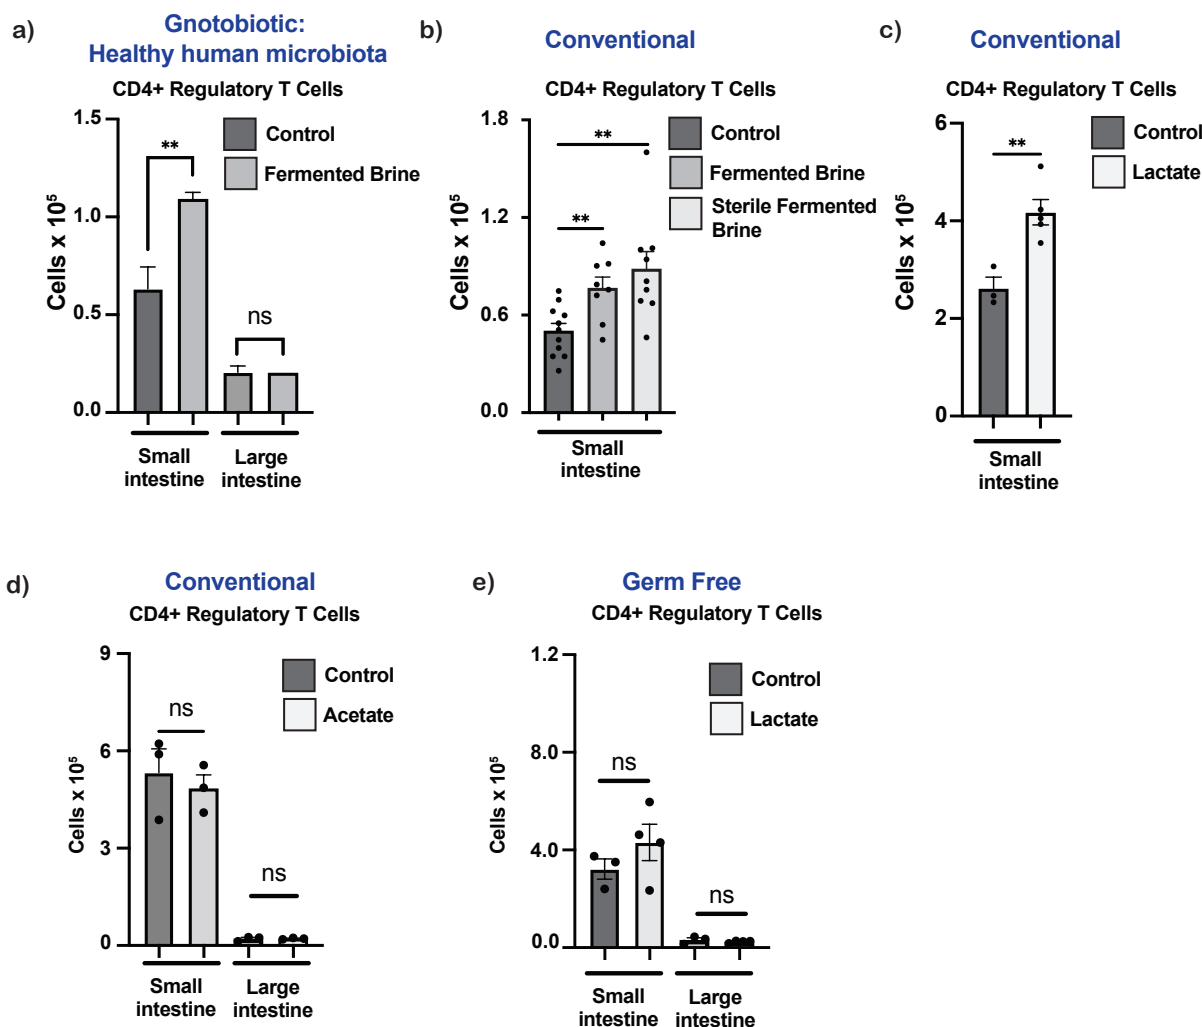 a)
Gnotobiotic:
Healthy human microbiota
CD4+ Regulatory T Cells
Control
Fermented Brine
Cells x 10⁵
1.5
1.0
0.5
0.0
**
ns
Small
intestine
Large
intestine
b)
Conventional
CD4+ Regulatory T Cells
Control
Fermented Brine
Sterile Fermented
Brine
Cells x 10⁵
1.8
1.2
0.6
0.0
**
**
Small
intestine
c)
Conventional
CD4+ Regulatory T Cells
Control
Lactate
Cells x 10⁵
6
4
2
0
**
Small
intestine
d)
Conventional
CD4+ Regulatory T Cells
Control
Acetate
Cells x 10⁵
9
6
3
0
ns
ns
Small
intestine
Large
intestine
e)
Germ Free
CD4+ Regulatory T Cells
Control
Lactate
Cells x 10⁵
1.2
8.0
4.0
0.0
ns
ns
Small
intestine
Large
intestine